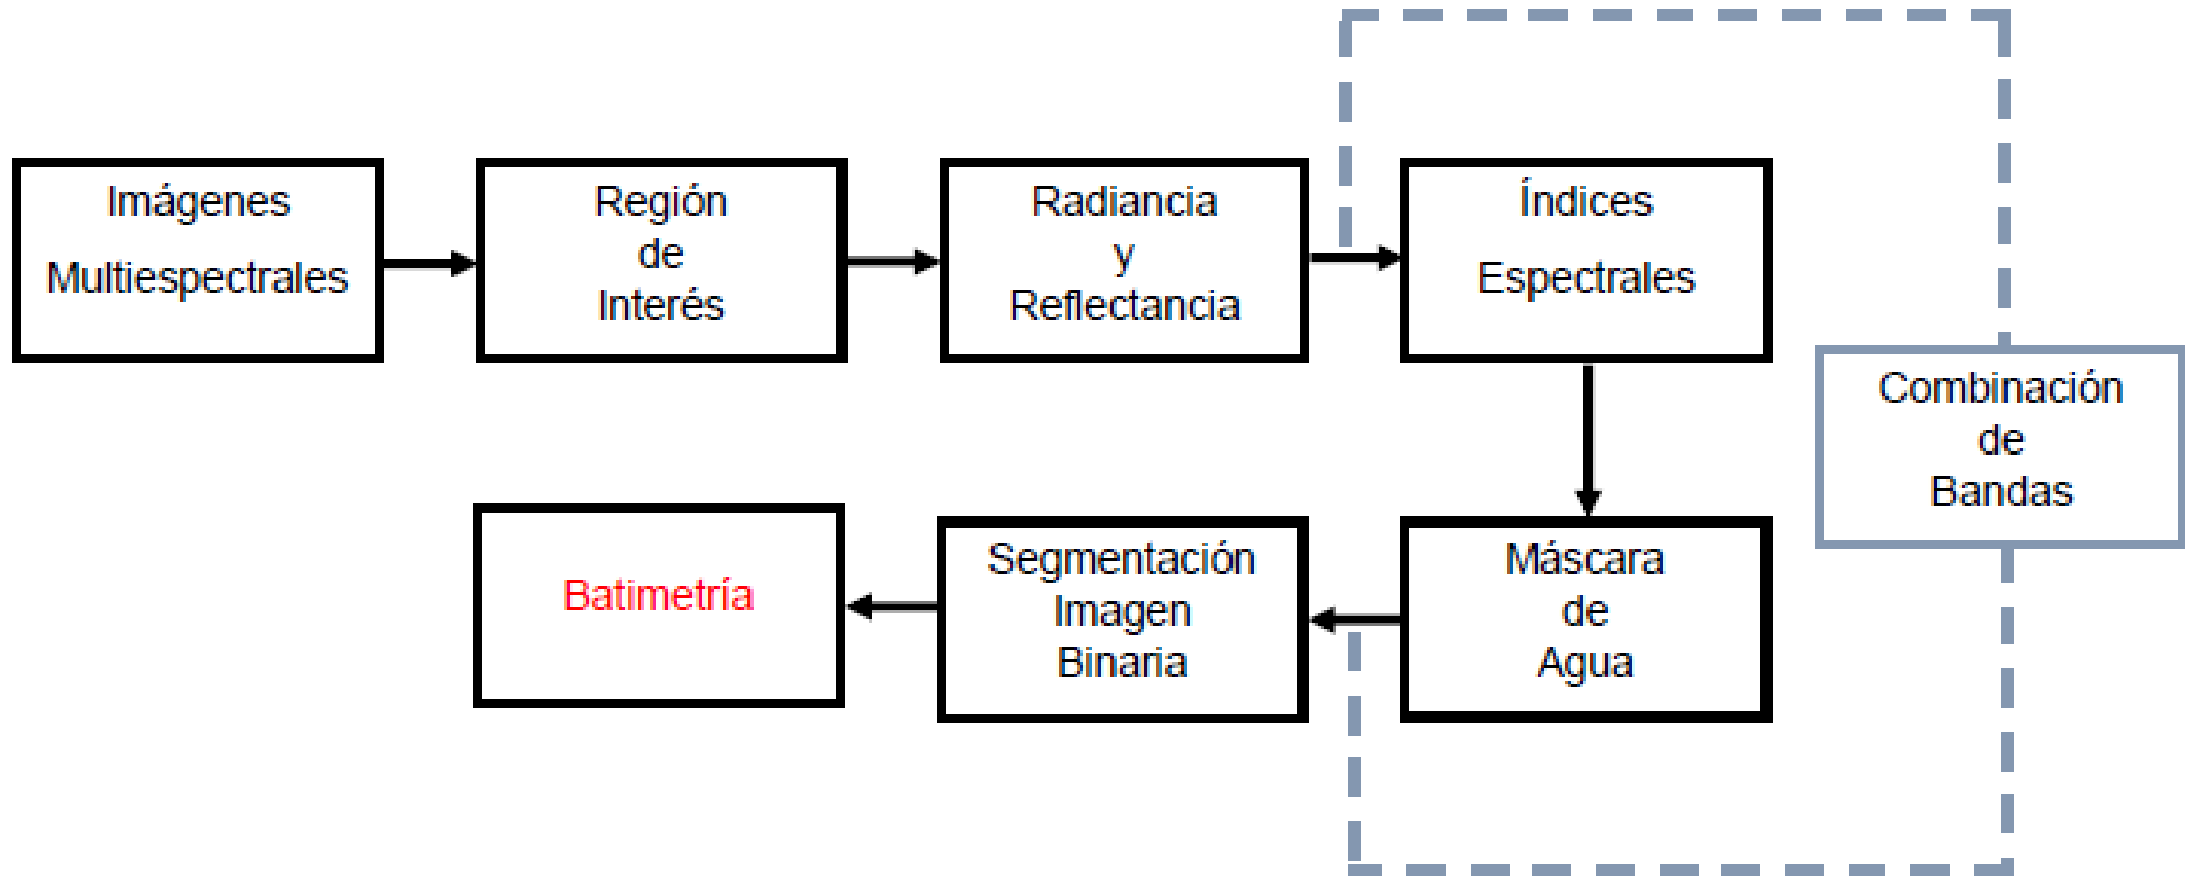 Imágenes
Multiespectrales
Región
de
Interés
Radiancia
y
Reflectancia
Índices
Espectrales
Combinación
de
Bandas
Máscara
de
Agua
Segmentación
Imagen
Binaria
Batimetría